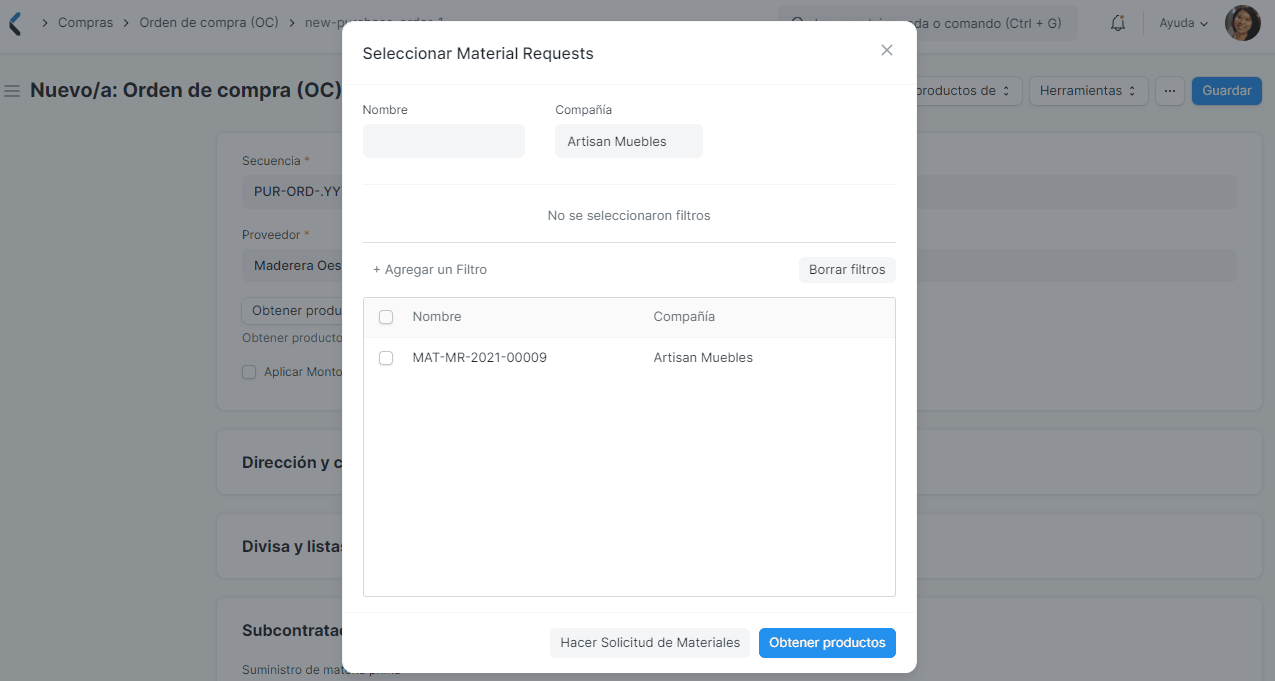 Compras
Orden de compra (OC)
new-purchase-order-1
o comando (Ctrl + G)
Ayuda
Seleccionar Material Requests
Nuevo/a: Orden de compra (OC)
productos de
Herramientas
...
Guardar
Nombre
Compañía
Artisan Muebles
Secuencia *
PUR-ORD-.YY
No se seleccionaron filtros
Proveedor *
Maderera Oes
+ Agregar un Filtro
Borrar filtros
Obtener produ
Obtener producto
Aplicar Monto
Nombre
Compañía
MAT-MR-2021-00009
Artisan Muebles
Dirección y c
Divisa y listas
Subcontratac
Suministro de materia prima
Hacer Solicitud de Materiales
Obtener productos